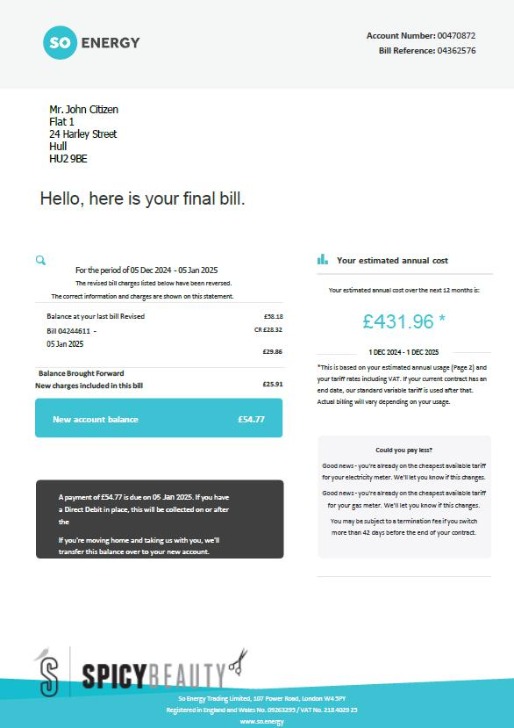 SO ENERGY
Account Number: 00470872
Bill Reference: 04362576
Mr. John Citizen
Flat 1
24 Harley Street
Hull
HU2 9BE
Hello, here is your final bill.
For the period of 05 Dec 2024 - 05 Jan 2025
The revised bill charges listed below have been reversed.
The correct information and charges are shown on this statement.
Balance at your last bill Revised £58.18
Bill 04244611 - CR £28.32
05 Jan 2025
£29.86
Balance Brought Forward
New charges included in this bill £25.91
New account balance £54.77
A payment of £54.77 is due on 05 Jan 2025. If you have
a Direct Debit in place, this will be collected on or after
the
If you're moving home and taking us with you, we'll
transfer this balance over to your new account.
Your estimated annual cost
Your estimated annual cost over the next 12 months is:
£431.96 *
1 DEC 2024 - 1 DEC 2025
*This is based on your estimated annual usage (Page 2) and
your tariff rates including VAT. If your current contract has an
end date, our standard variable tariff is used after that.
Actual billing will vary depending on your usage.
Could you pay less?
Good news - you're already on the cheapest available tariff
for your electricity meter. We'll let you know if this changes.
Good news - you're already on the cheapest available tariff
for your gas meter. We'll let you know if this changes.
You may be subject to a termination fee if you switch
more than 42 days before the end of your contract.
S SPICYBEAUTY
So Energy Trading Limited, 107 Power Road, London W4 5PY
Registered in England and Wales No. 09263295 / VAT No. 218 4029 25
www.so.energy